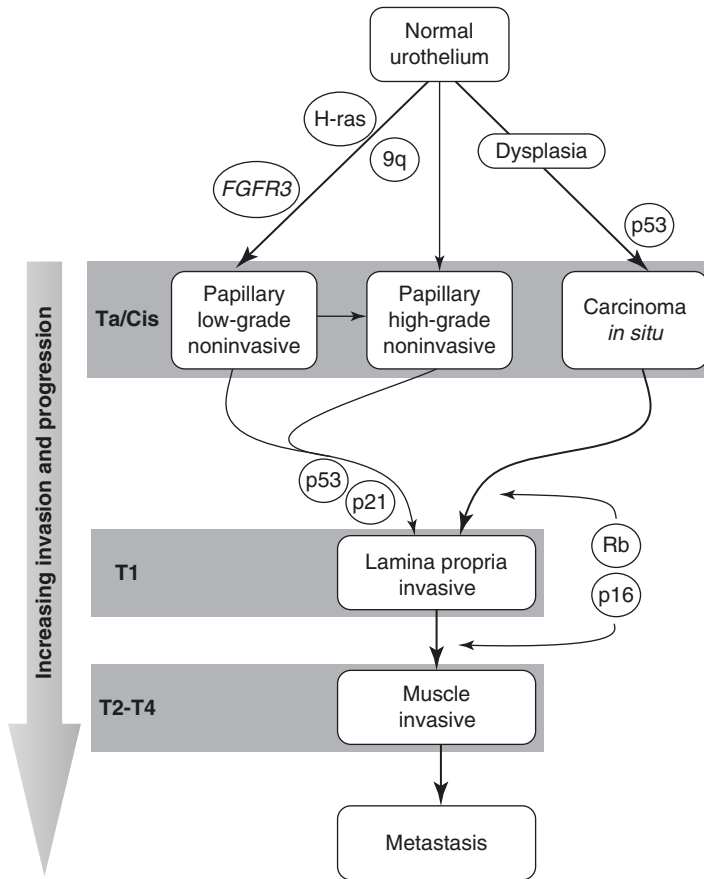 Normal
urothelium
H-ras
9q
Dysplasia
FGFR3
p53
Ta/Cis
Papillary
low-grade
noninvasive
Papillary
high-grade
noninvasive
Carcinoma
in situ
p53
p21
Rb
p16
T1
Lamina propria
invasive
T2-T4
Muscle
invasive
Metastasis
Increasing invasion and progression